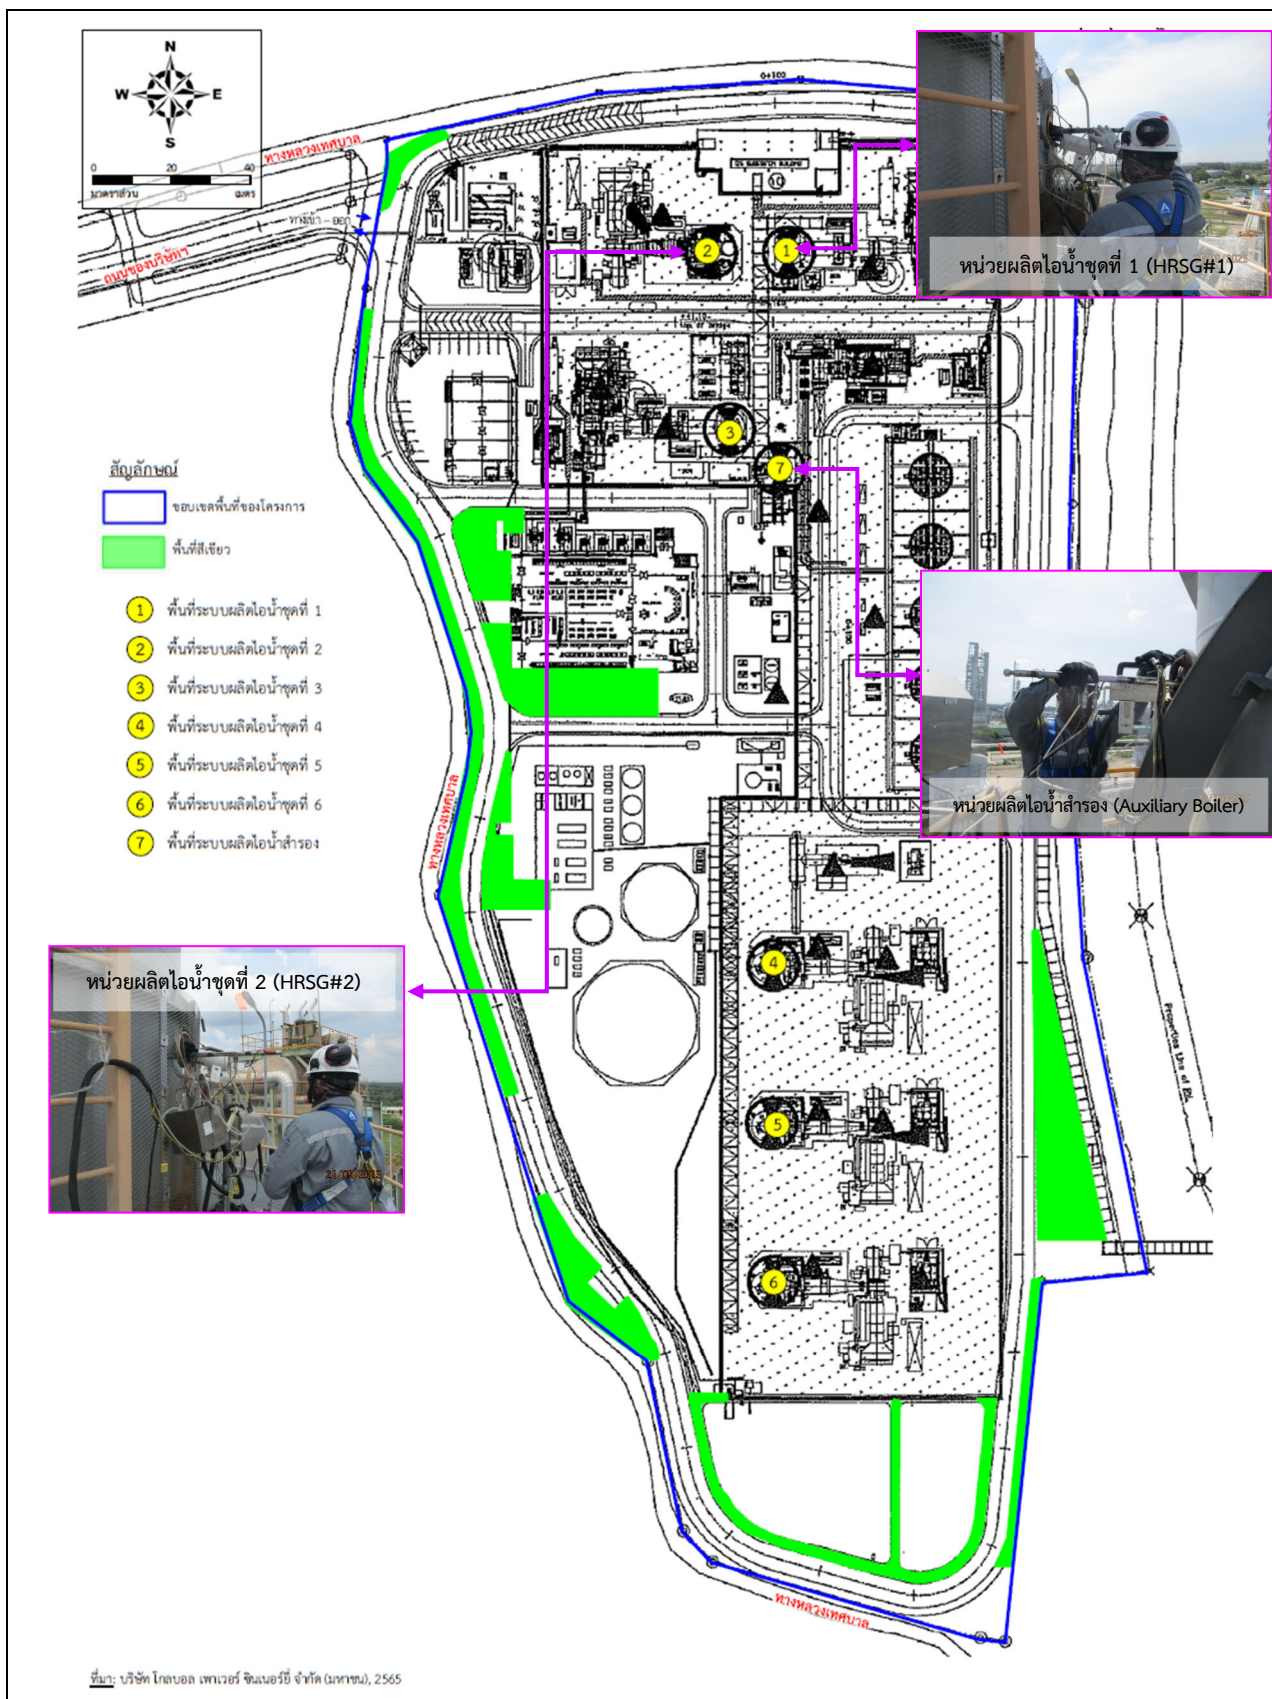 N
W E
S
0 20 40
มาตราส่วน เมตร
ทางหลวงเทศบาล
ทางเข้า - ออก
ถนนของบริษัทฯ
0+100
หน่วยผลิตไอน้ำชุดที่ 1 (HRSG#1)
2
1
3
7
สัญลักษณ์
ขอบเขตพื้นที่ของโครงการ
พื้นที่สีเขียว
1 พื้นที่ระบบผลิตไอน้ำชุดที่ 1
2 พื้นที่ระบบผลิตไอน้ำชุดที่ 2
3 พื้นที่ระบบผลิตไอน้ำชุดที่ 3
4 พื้นที่ระบบผลิตไอน้ำชุดที่ 4
5 พื้นที่ระบบผลิตไอน้ำชุดที่ 5
6 พื้นที่ระบบผลิตไอน้ำชุดที่ 6
7 พื้นที่ระบบผลิตไอน้ำสำรอง
หน่วยผลิตไอน้ำสำรอง (Auxiliary Boiler)
ทางหลวงเทศบาล
หน่วยผลิตไอน้ำชุดที่ 2 (HRSG#2)
4
5
6
ทางหลวงเทศบาล
ที่มา: บริษัท โกลบอล เพาเวอร์ ซินเนอร์ยี่ จำกัด (มหาชน), 2565